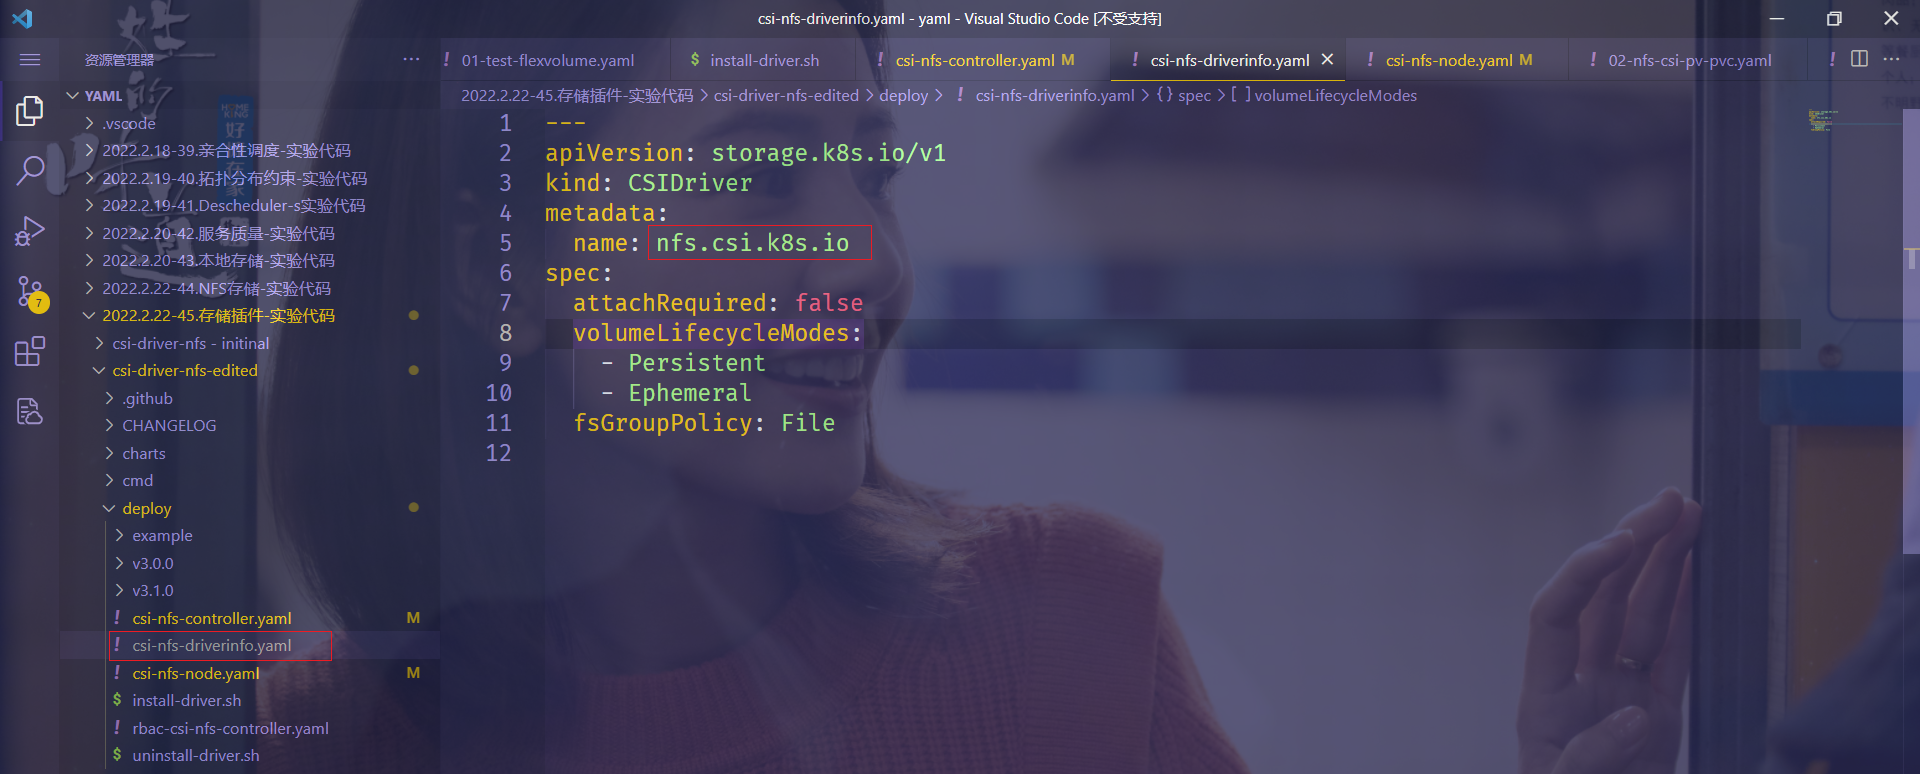 csi-nfs-driverinfo.yaml - yaml - Visual Studio Code [不受支持]
资源管理器
01-test-flexvolume.yaml
install-driver.sh
csi-nfs-controller.yaml M
csi-nfs-driverinfo.yaml
csi-nfs-node.yaml M
02-nfs-csi-pv-pvc.yaml
2022.2.22-45.存储插件-实验代码 > csi-driver-nfs-edited > deploy > ! csi-nfs-driverinfo.yaml > {} spec > [ ] volumeLifecycleModes
YAML
.vscode
2022.2.18-39.亲合性调度-实验代码
2022.2.19-40.拓扑分布约束-实验代码
2022.2.19-41.Descheduler-s实验代码
2022.2.20-42.服务质量-实验代码
2022.2.20-43.本地存储-实验代码
2022.2.22-44.NFS存储-实验代码
2022.2.22-45.存储插件-实验代码
csi-driver-nfs - initinal
csi-driver-nfs-edited
.github
CHANGELOG
charts
cmd
deploy
example
v3.0.0
v3.1.0
! csi-nfs-controller.yaml M
! csi-nfs-driverinfo.yaml
! csi-nfs-node.yaml M
$ install-driver.sh
! rbac-csi-nfs-controller.yaml
$ uninstall-driver.sh
7
1 ---
2 apiVersion: storage.k8s.io/v1
3 kind: CSIDriver
4 metadata:
5 name: nfs.csi.k8s.io
6 spec:
7 attachRequired: false
8 volumeLifecycleModes:
9 - Persistent
10 - Ephemeral
11 fsGroupPolicy: File
12